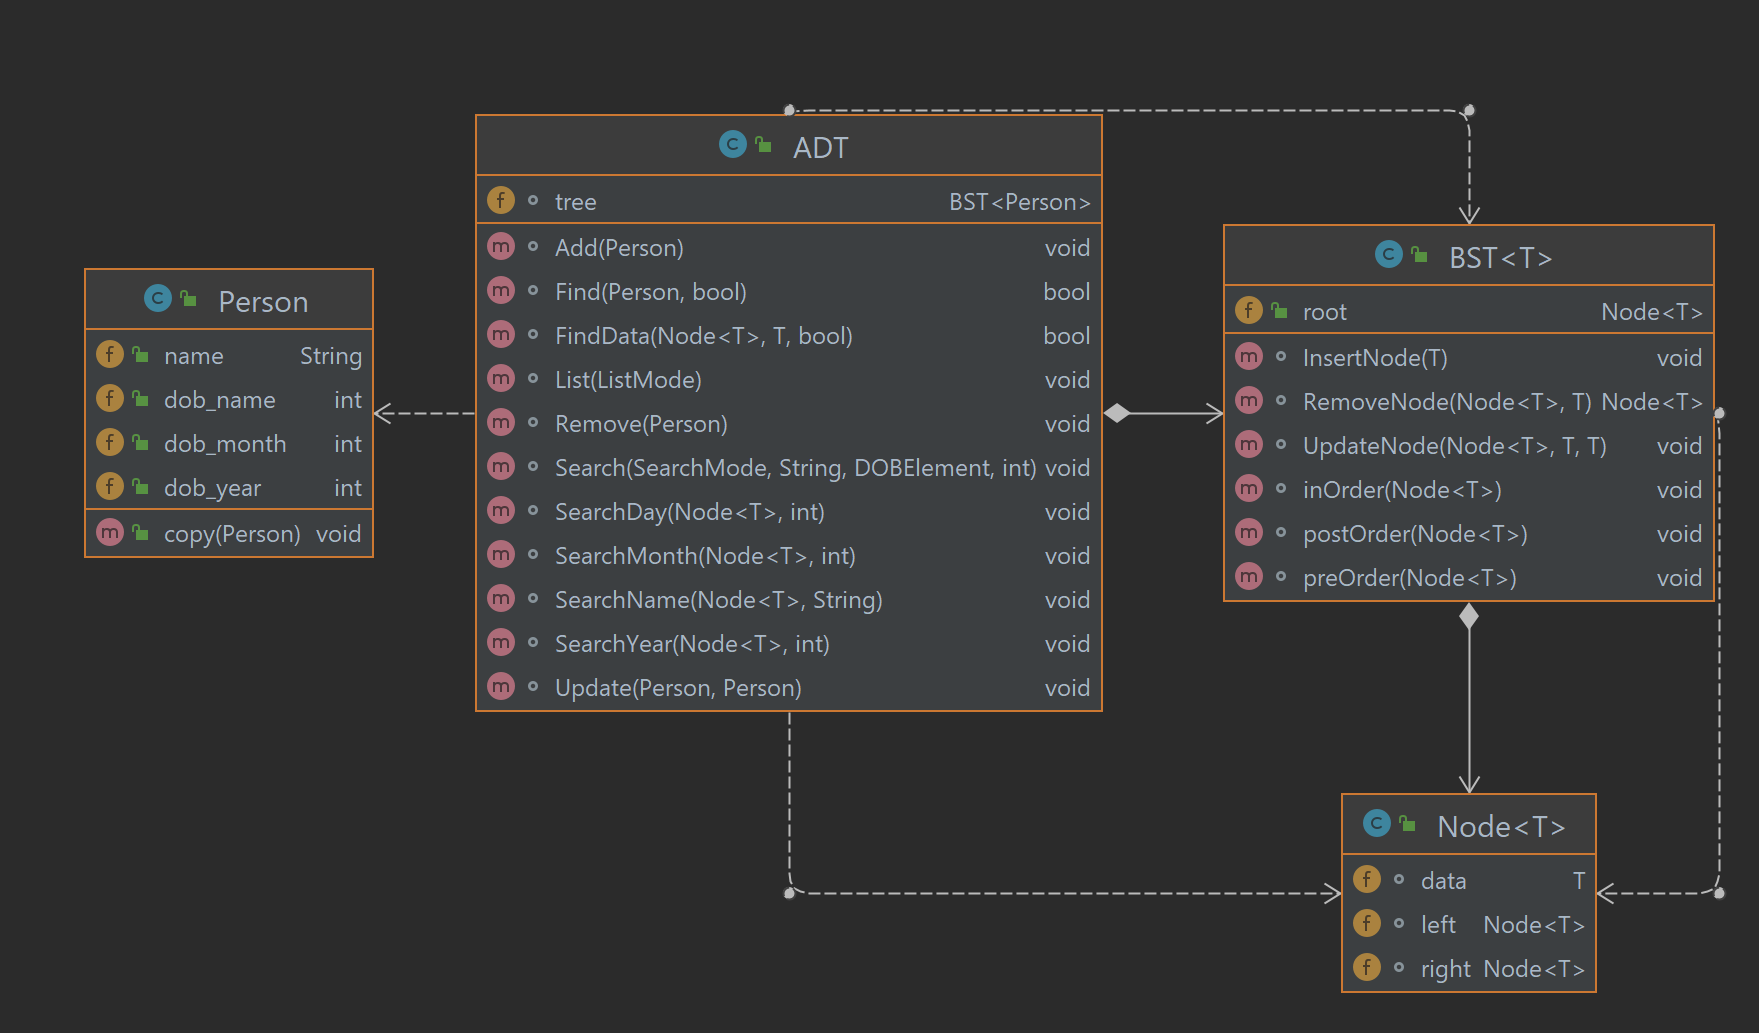 Person
name String
dob_name int
dob_month int
dob_year int
copy(Person) void
ADT
tree BST<Person>
Add(Person) void
Find(Person, bool) bool
FindData(Node<T>, T, bool) bool
List(ListMode) void
Remove(Person) void
Search(SearchMode, String, DOBElement, int) void
SearchDay(Node<T>, int) void
SearchMonth(Node<T>, int) void
SearchName(Node<T>, String) void
SearchYear(Node<T>, int) void
Update(Person, Person) void
BST<T>
root Node<T>
InsertNode(T) void
RemoveNode(Node<T>, T) Node<T>
UpdateNode(Node<T>, T, T) void
inOrder(Node<T>) void
postOrder(Node<T>) void
preOrder(Node<T>) void
Node<T>
data T
left Node<T>
right Node<T>